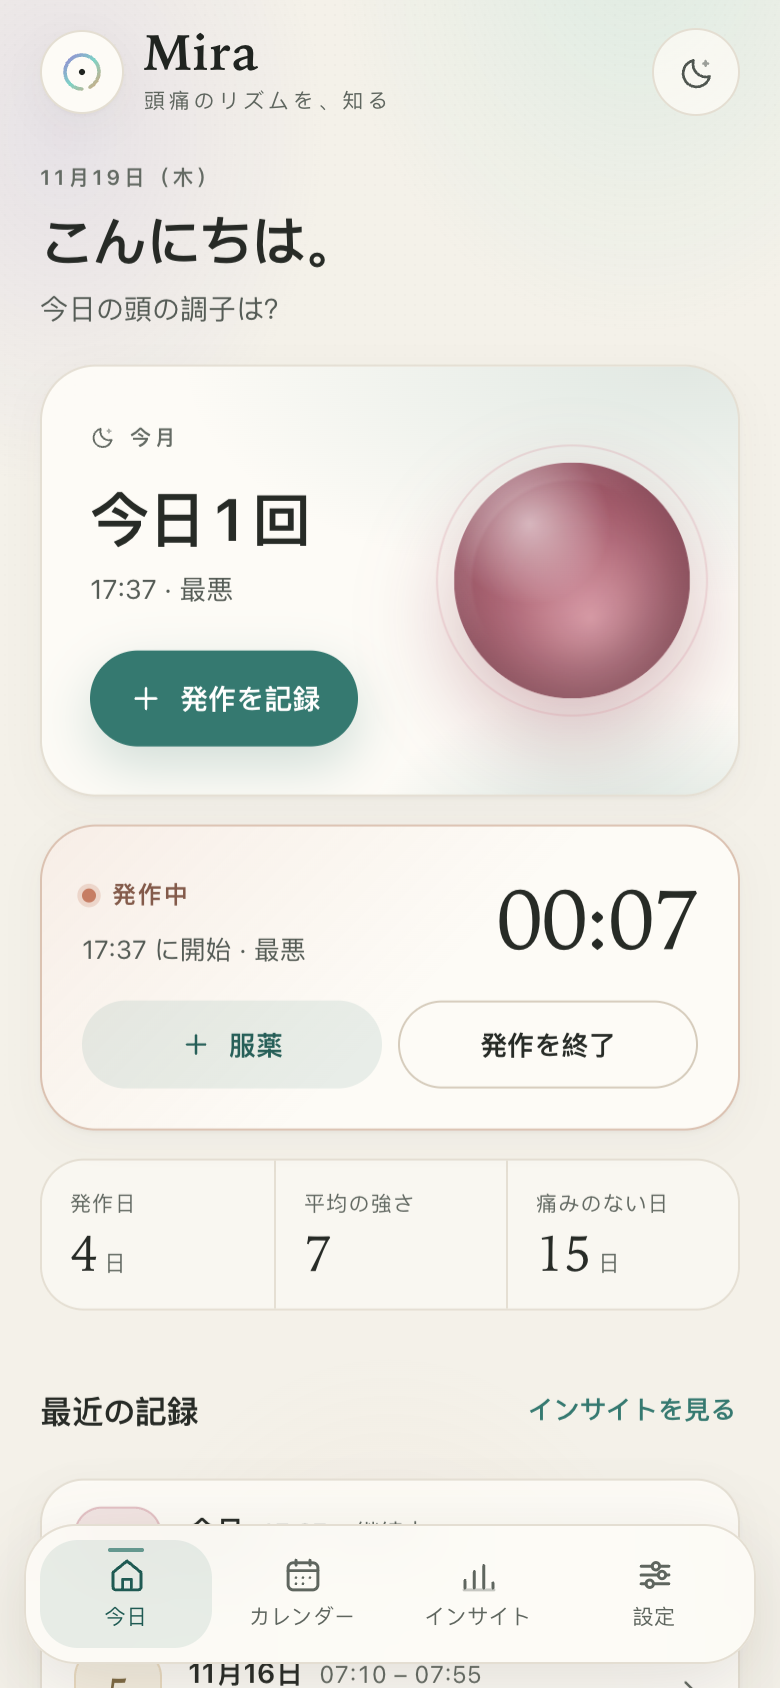 Mira
頭痛のリズムを、知る
11月19日（木）
こんにちは。
今日の頭の調子は?
今月
今日1回
17:37 · 最悪
発作を記録
発作中
17:37 に開始 · 最悪
00:07
服薬
発作を終了
発作日
4 日
平均の強さ
7
痛みのない日
15 日
最近の記録
インサイトを見る
今日
カレンダー
インサイト
設定
11月16日 07:10 – 07:55